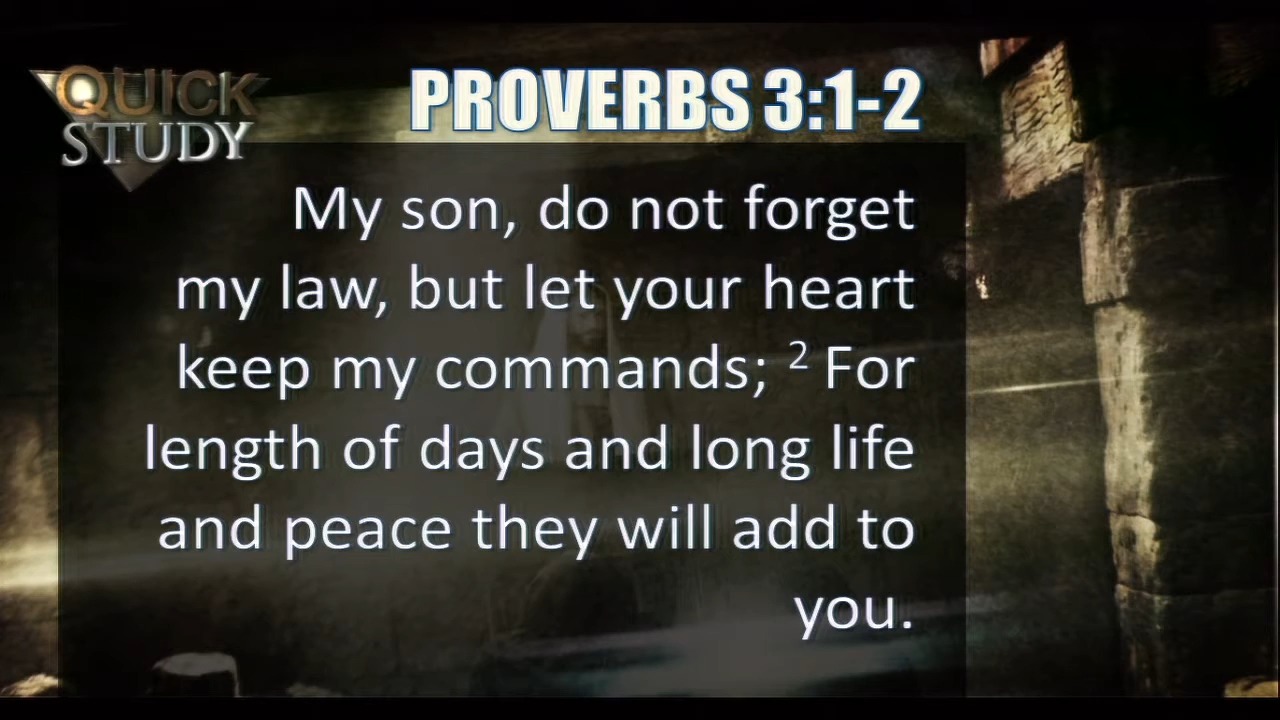 QUICK
STUDY
PROVERBS 3:1-2
My son, do not forget
my law, but let your heart
keep my commands; ² For
length of days and long life
and peace they will add to
you.